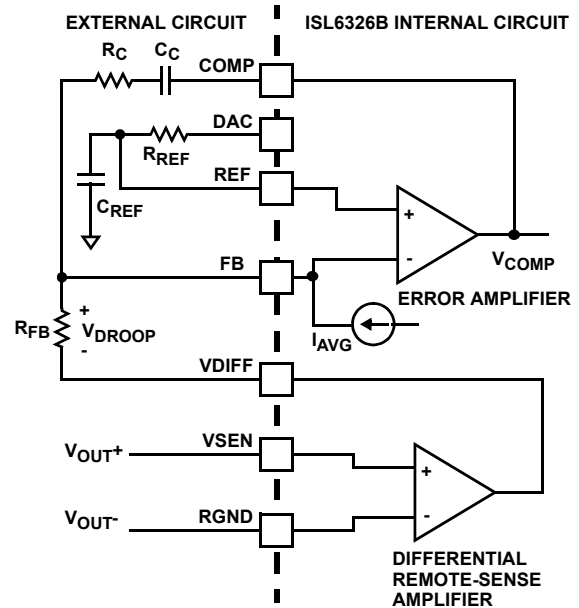 EXTERNAL CIRCUIT
ISL6326B INTERNAL CIRCUIT
RC
CC
COMP
DAC
RREF
REF
CREF
+
-
VCOMP
FB
ERROR AMPLIFIER
RFB
+
VDROOP
-
IAVG
VDIFF
VOUT+
VSEN
+
VOUT-
RGND
-
DIFFERENTIAL
REMOTE-SENSE
AMPLIFIER